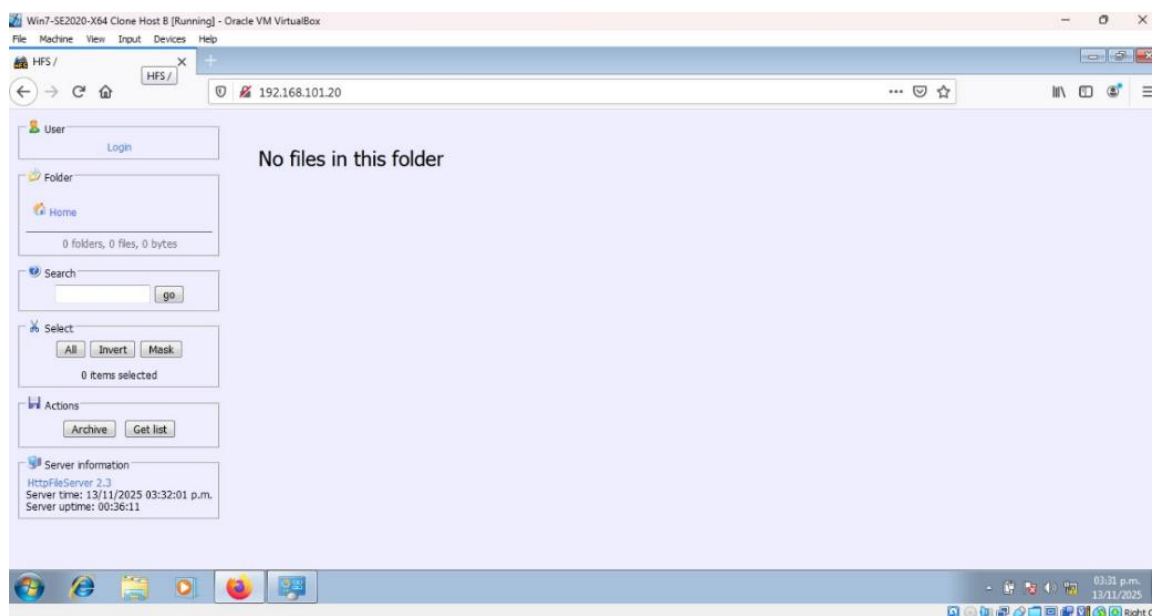 Win7-SE2020-X64 Clone Host B [Running] - Oracle VM VirtualBox
File Machine View Input Devices Help
HFS /
HFS /
192.168.101.20
User
Login
No files in this folder
Folder
Home
0 folders, 0 files, 0 bytes
Search
go
Select
All Invert Mask
0 items selected
Actions
Archive Get list
Server information
HttpFileServer 2.3
Server time: 13/11/2025 03:32:01 p.m.
Server uptime: 00:36:11
03:31 p.m.
13/11/2025
Right C